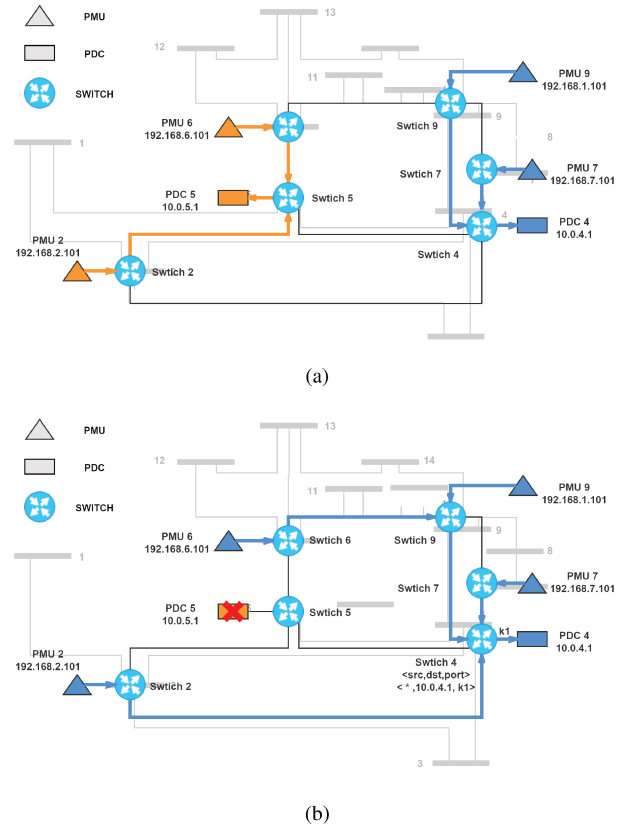 PMU
PDC
SWITCH
13
12
11
1
PMU 9
192.168.1.101
PMU 6
192.168.6.101
Swtich 9
9
8
Swtich 7
PMU 7
192.168.7.101
PDC 5
10.0.5.1
Swtich 5
4
PDC 4
10.0.4.1
PMU 2
192.168.2.101
Swtich 4
Swtich 2
(a)
PMU
PDC
SWITCH
13
12
14
11
1
PMU 9
192.168.1.101
PMU 6
192.168.6.101
Swtich 6
Swtich 9
9
8
Swtich 7
PMU 7
192.168.7.101
PDC 5
10.0.5.1
Swtich 5
k1
PDC 4
10.0.4.1
PMU 2
192.168.2.101
Swtich 4
<src,dst,port>
< * ,10.0.4.1, k1>
Swtich 2
3
(b)